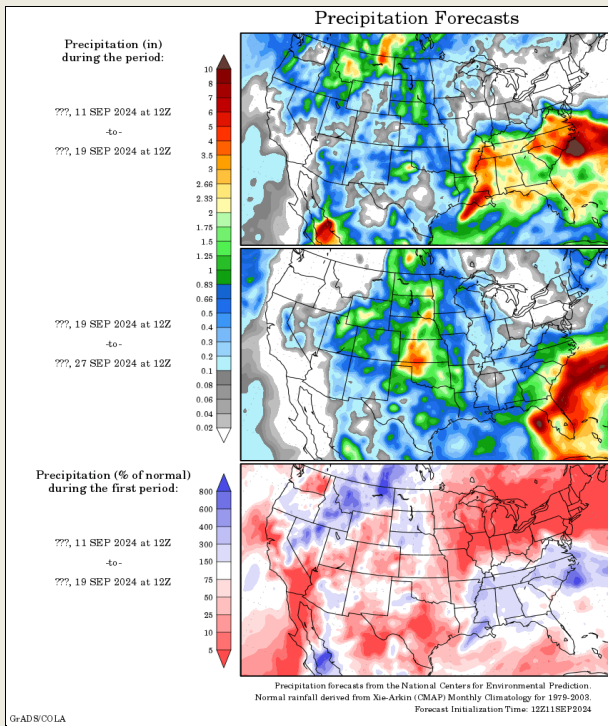 Precipitation Forecasts
Precipitation (in)
during the period:
???, 11 SEP 2024 at 12Z
-to-
???, 19 SEP 2024 at 12Z
10
8
7
6
5
4
3.5
3
2.66
2.33
2
1.75
1.5
1.25
1
0.83
0.66
0.5
0.4
0.3
0.2
0.1
0.08
0.06
0.04
0.02
???, 19 SEP 2024 at 12Z
-to-
???, 27 SEP 2024 at 12Z
Precipitation (% of normal)
during the first period:
???, 11 SEP 2024 at 12Z
-to-
???, 19 SEP 2024 at 12Z
800
600
400
300
150
75
50
25
10
5
Precipitation forecasts from the National Centers for Environmental Prediction.
Normal rainfall derived from Xie-Arkin (CMAP) Monthly Climatology for 1979-2003.
Forecast Initialization Time: 12Z11SEP2024
GrADS/COLA